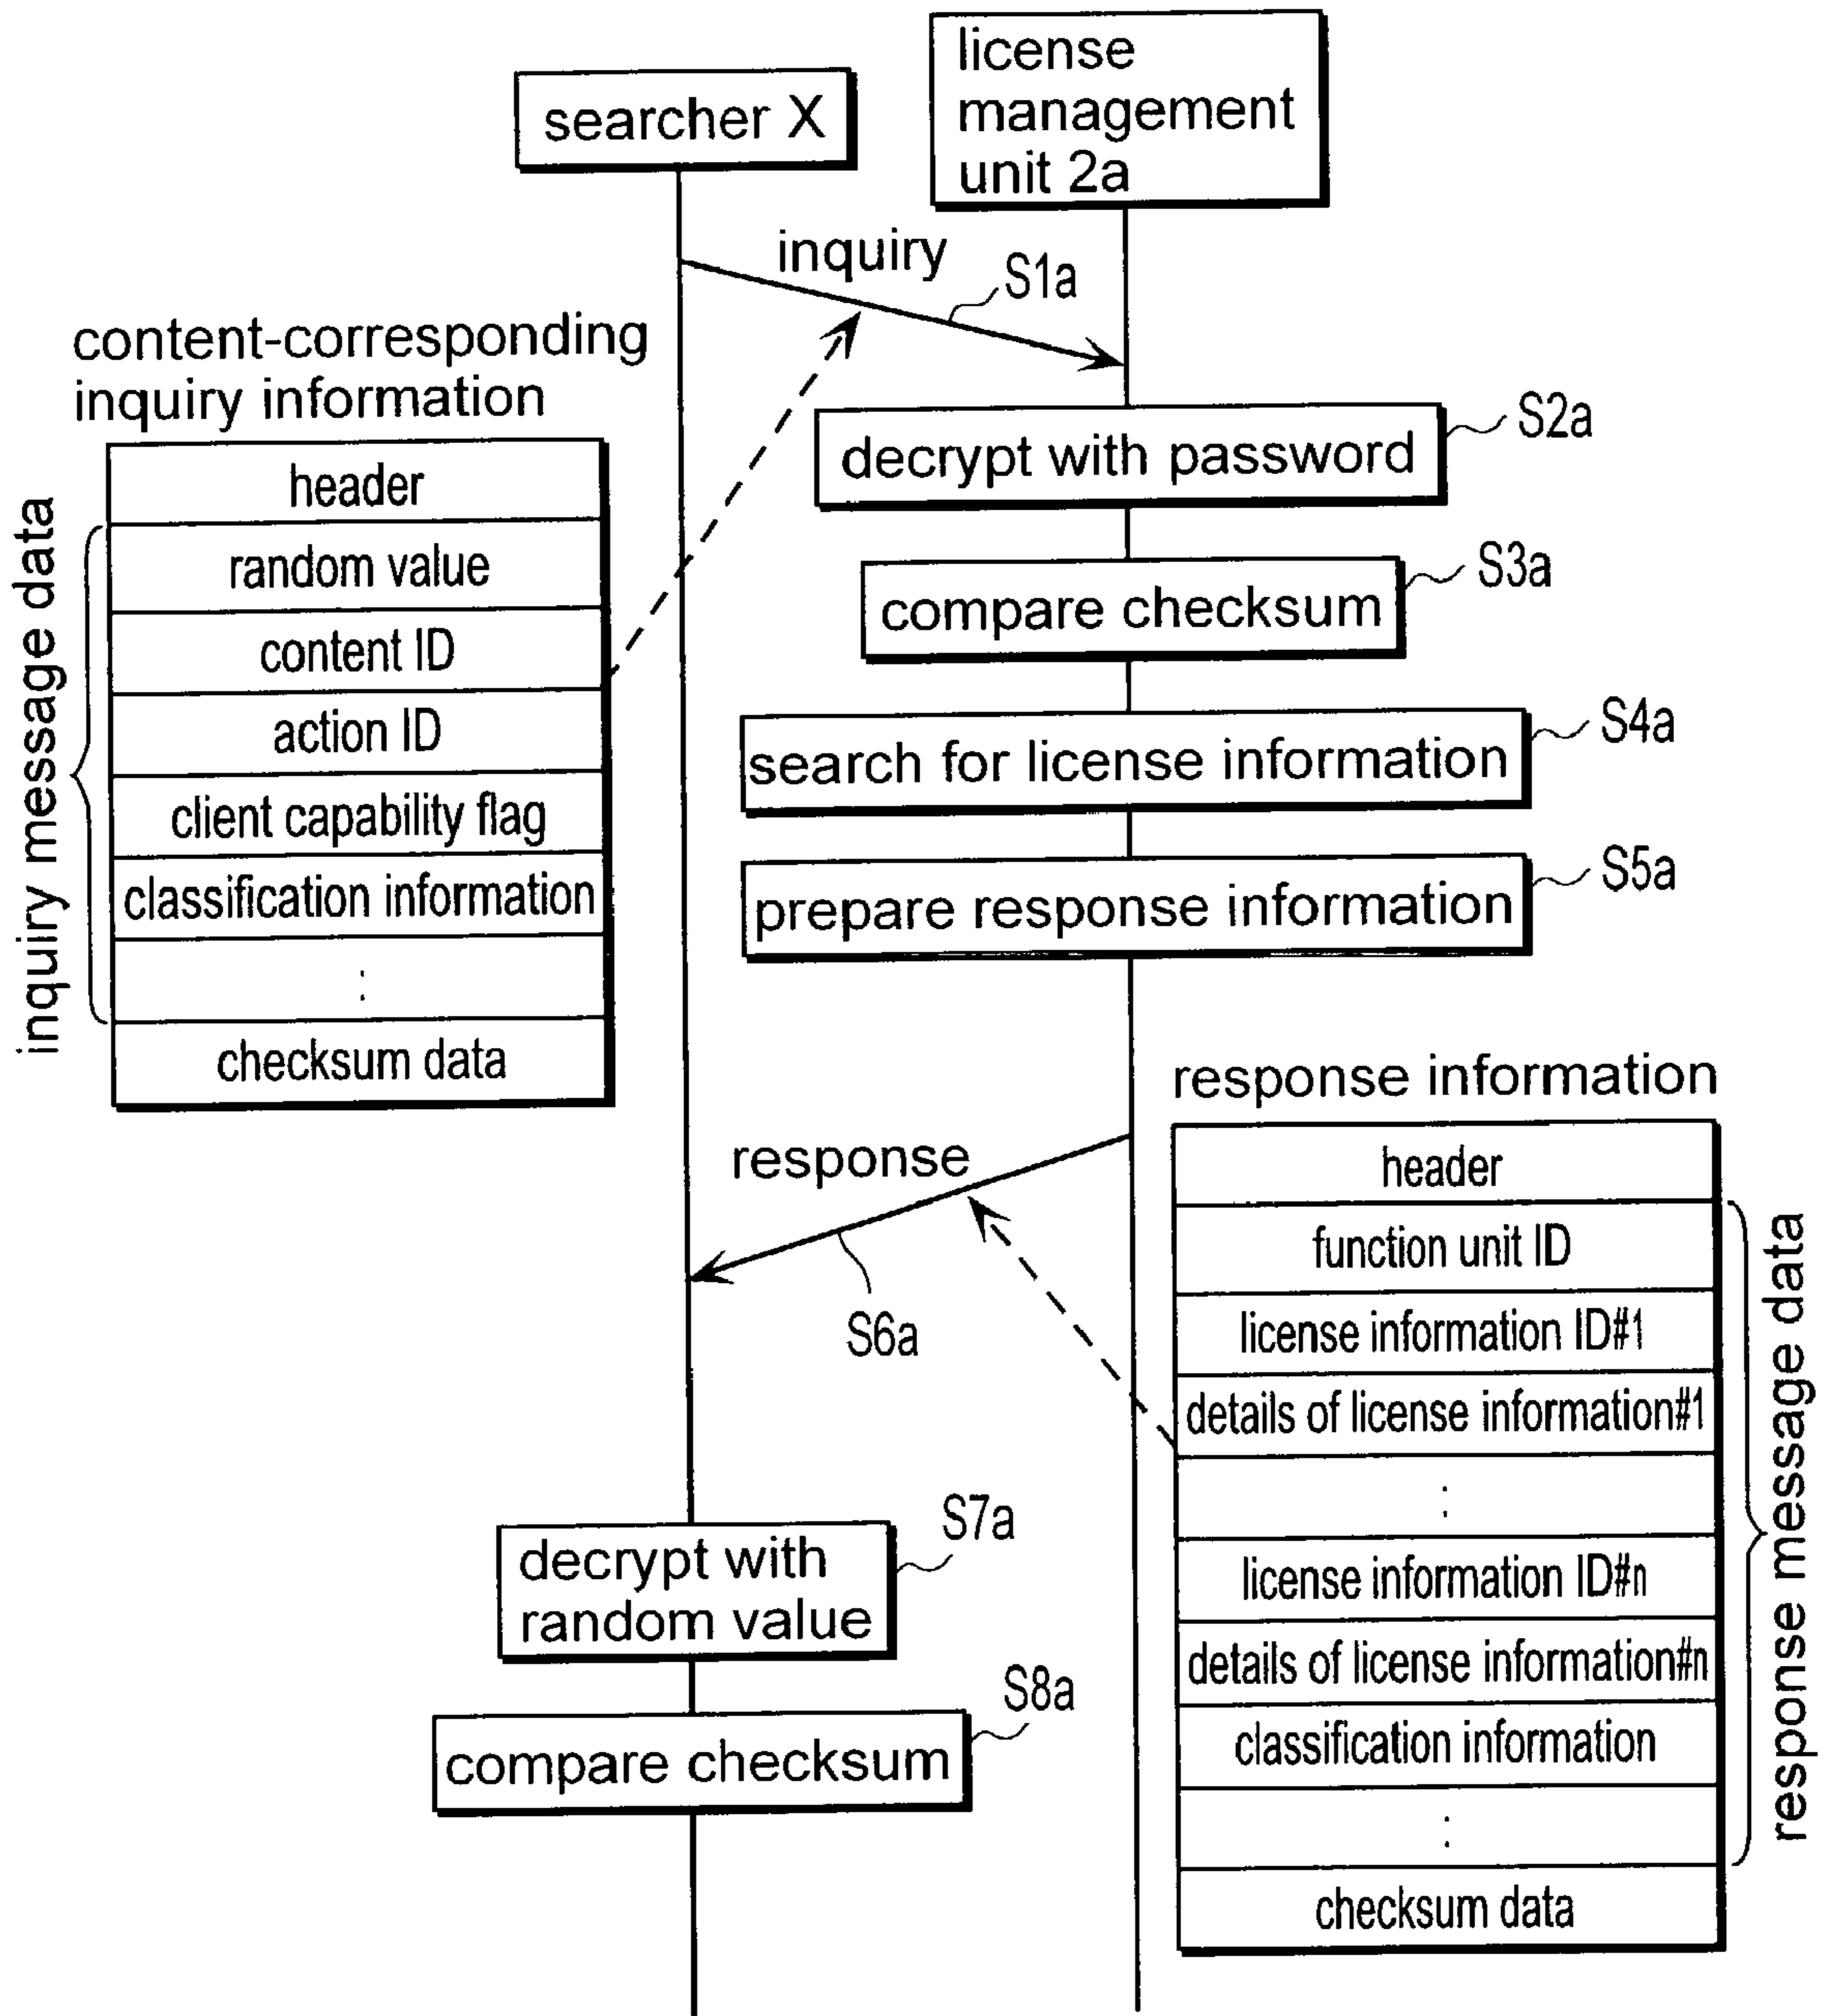 searcher X
license
management
unit 2a
inquiry
S1a
content-corresponding
inquiry information
header
random value
content ID
action ID
client capability flag
classification information
:
checksum data
inquiry message data
decrypt with password
S2a
compare checksum
S3a
search for license information
S4a
prepare response information
S5a
response
S6a
response information
header
function unit ID
license information ID#1
details of license information#1
:
license information ID#n
details of license information#n
classification information
:
checksum data
response message data
decrypt with
random value
S7a
compare checksum
S8a